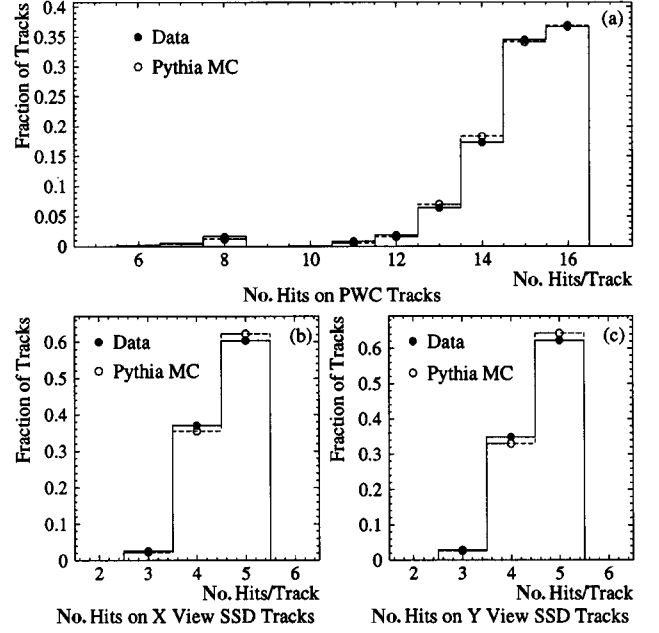 0.4
(a)
0.35
Data
0.3
Pythia MC
0.25
0.2
0.15
0.1
0.05
0
Fraction of Tracks
6 8 10 12 14 16
No. Hits/Track
No. Hits on PWC Tracks
(b)
0.6
Data
0.5
Pythia MC
0.4
0.3
0.2
0.1
0
Fraction of Tracks
2 3 4 5 6
No. Hits/Track
No. Hits on X View SSD Tracks
(c)
0.6
Data
0.5
Pythia MC
0.4
0.3
0.2
0.1
0
Fraction of Tracks
2 3 4 5 6
No. Hits/Track
No. Hits on Y View SSD Tracks